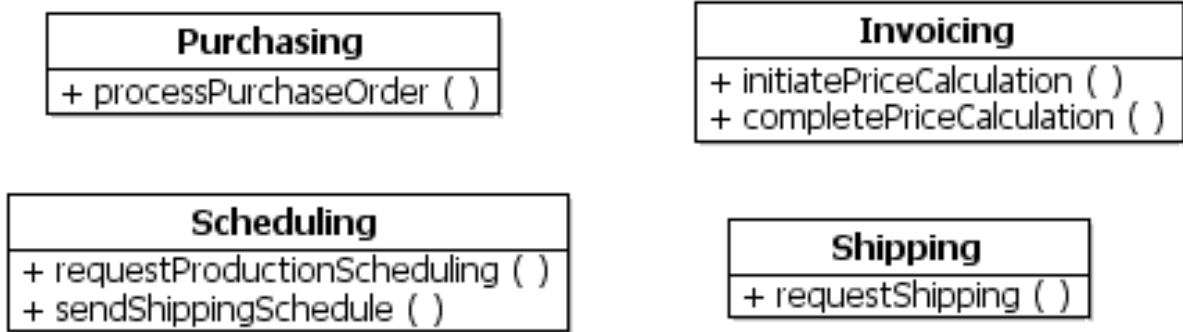 Purchasing
+ processPurchaseOrder ( )
Invoicing
+ initiatePriceCalculation ( )
+ completePriceCalculation ( )
Scheduling
+ requestProductionScheduling ( )
+ sendShippingSchedule ( )
Shipping
+ requestShipping ( )